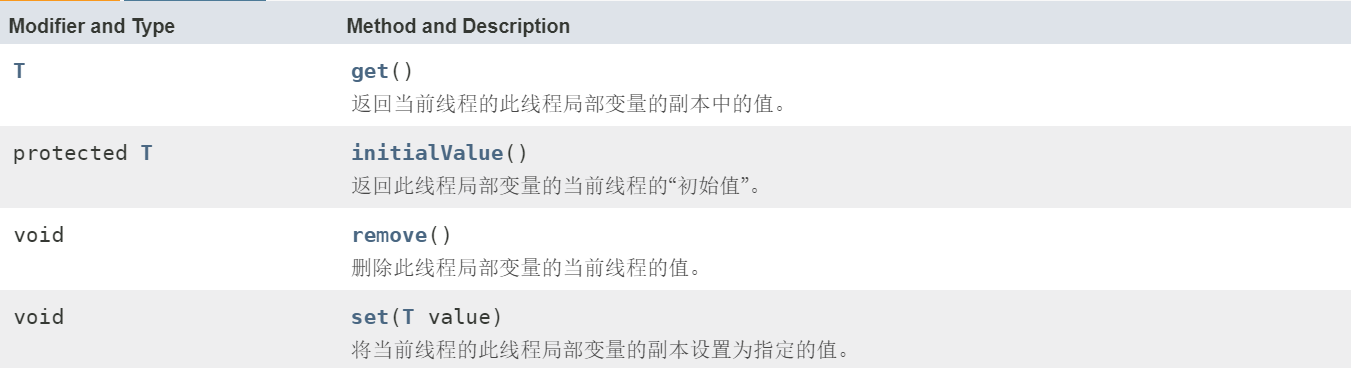 Modifier and Type Method and Description
T get()
返回当前线程的此线程局部变量的副本中的值。
protected T initialValue()
返回此线程局部变量的当前线程的“初始值”。
void remove()
删除此线程局部变量的当前线程的值。
void set(T value)
将当前线程的此线程局部变量的副本设置为指定的值。